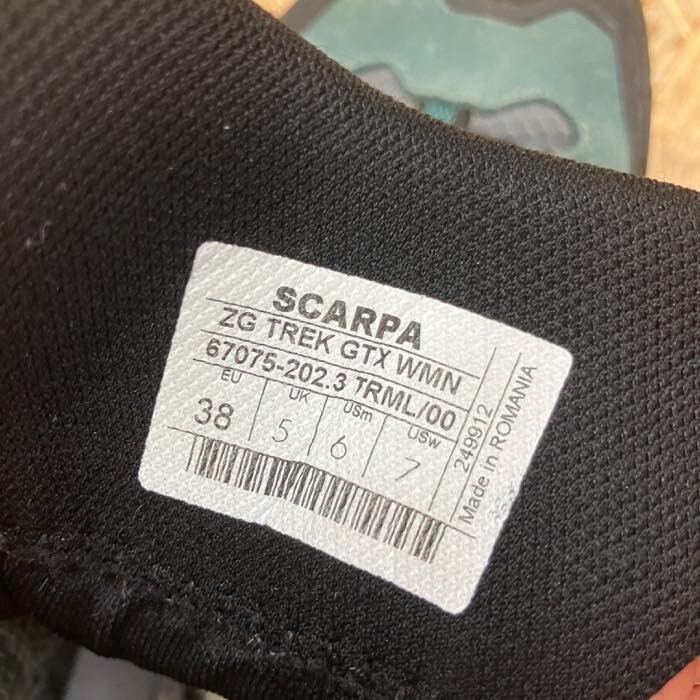 SCARPA
ZG TREK GTX WMN
67075-202.3 TRML/00
EU UK USm USw
38 5 6 7
249912
Made in ROMANIA